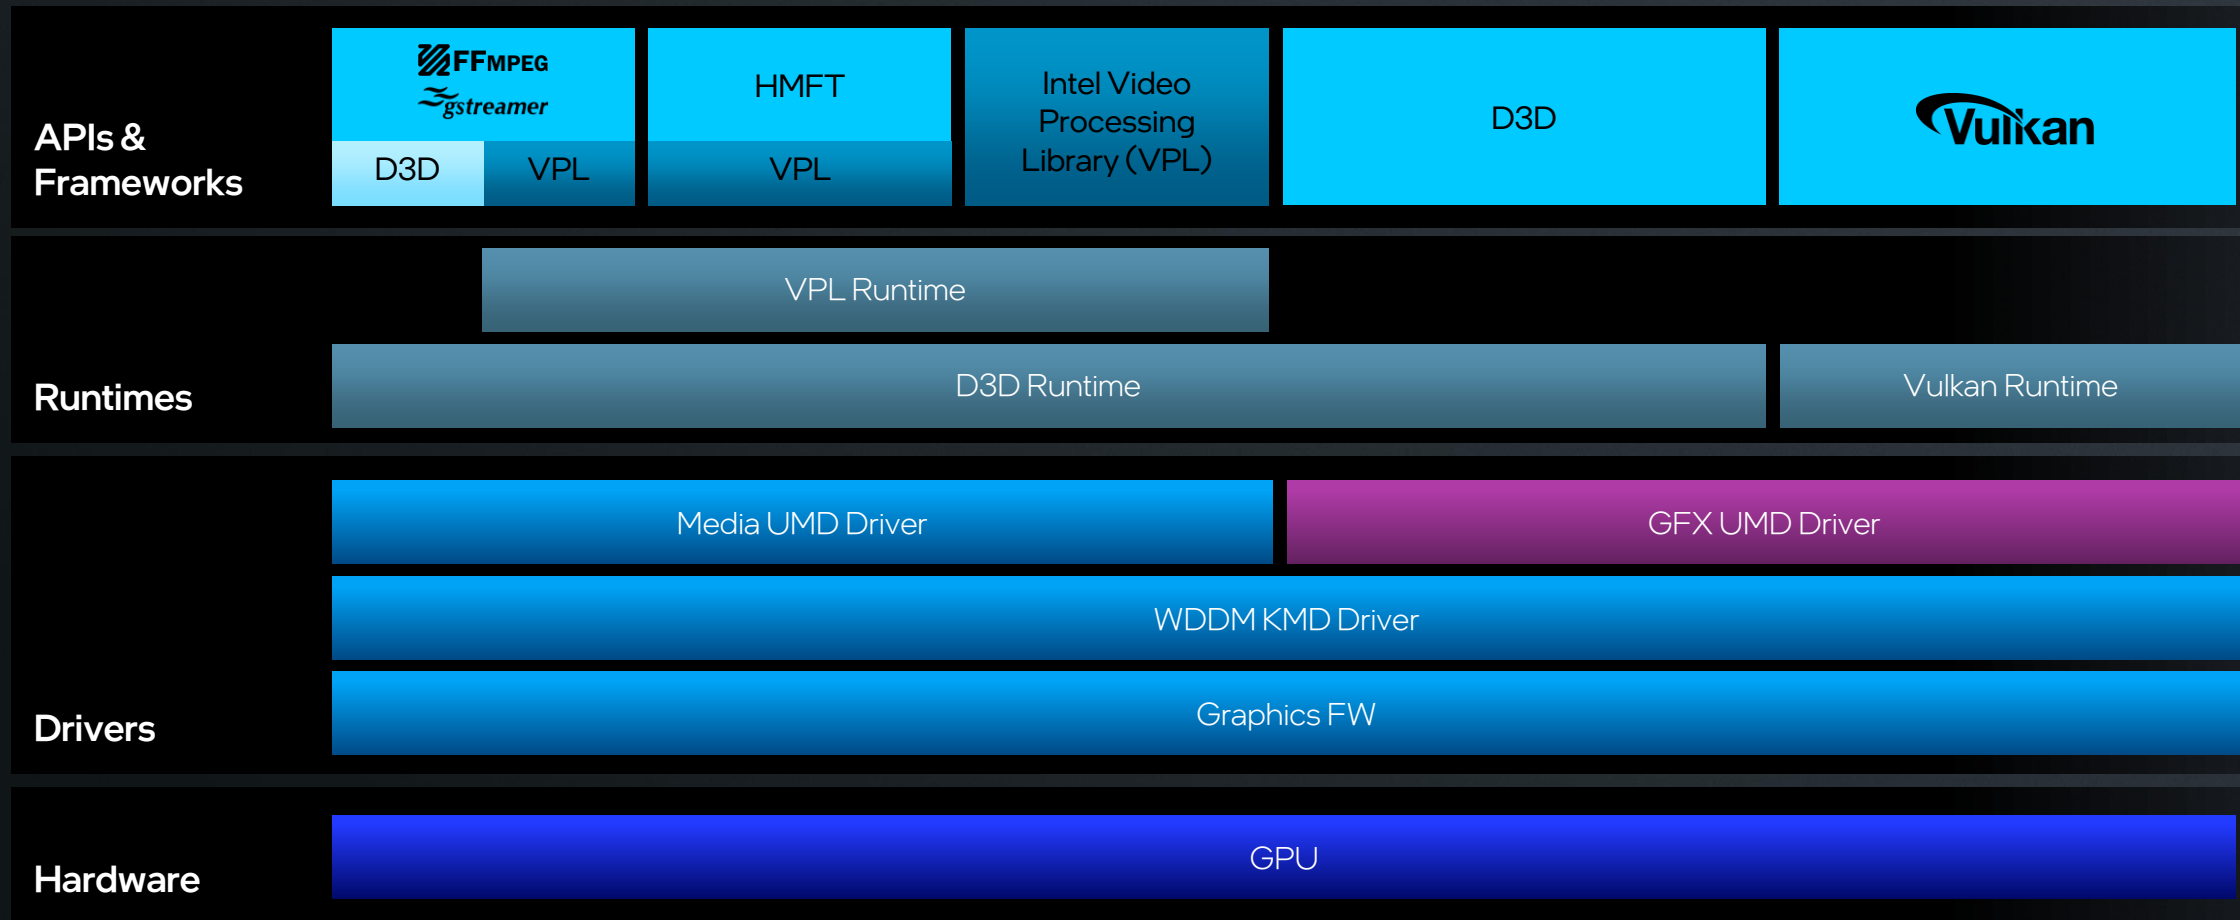 APIs &
Frameworks
FFMPEG
gstreamer
D3D
VPL
HMFT
VPL
Intel Video
Processing
Library (VPL)
D3D
Vulkan
Runtimes
VPL Runtime
D3D Runtime
Vulkan Runtime
Drivers
Media UMD Driver
GFX UMD Driver
WDDM KMD Driver
Graphics FW
Hardware
GPU